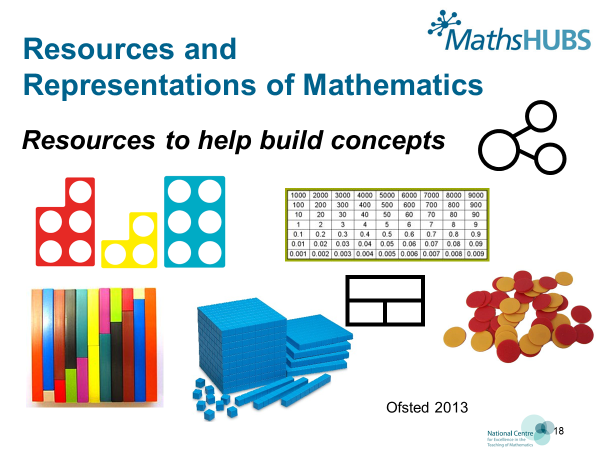 MathsHUBS
Resources and
Representations of Mathematics
Resources to help build concepts
1000 2000 3000 4000 5000 6000 7000 8000 9000
100 200 300 400 500 600 700 800 900
10 20 30 40 50 60 70 80 90
1 2 3 4 5 6 7 8 9
0.1 0.2 0.3 0.4 0.5 0.6 0.7 0.8 0.9
0.01 0.02 0.03 0.04 0.05 0.06 0.07 0.08 0.09
0.001 0.002 0.003 0.004 0.005 0.006 0.007 0.008 0.009
Ofsted 2013
National Centre
for Excellence in the
Teaching of Mathematics
18